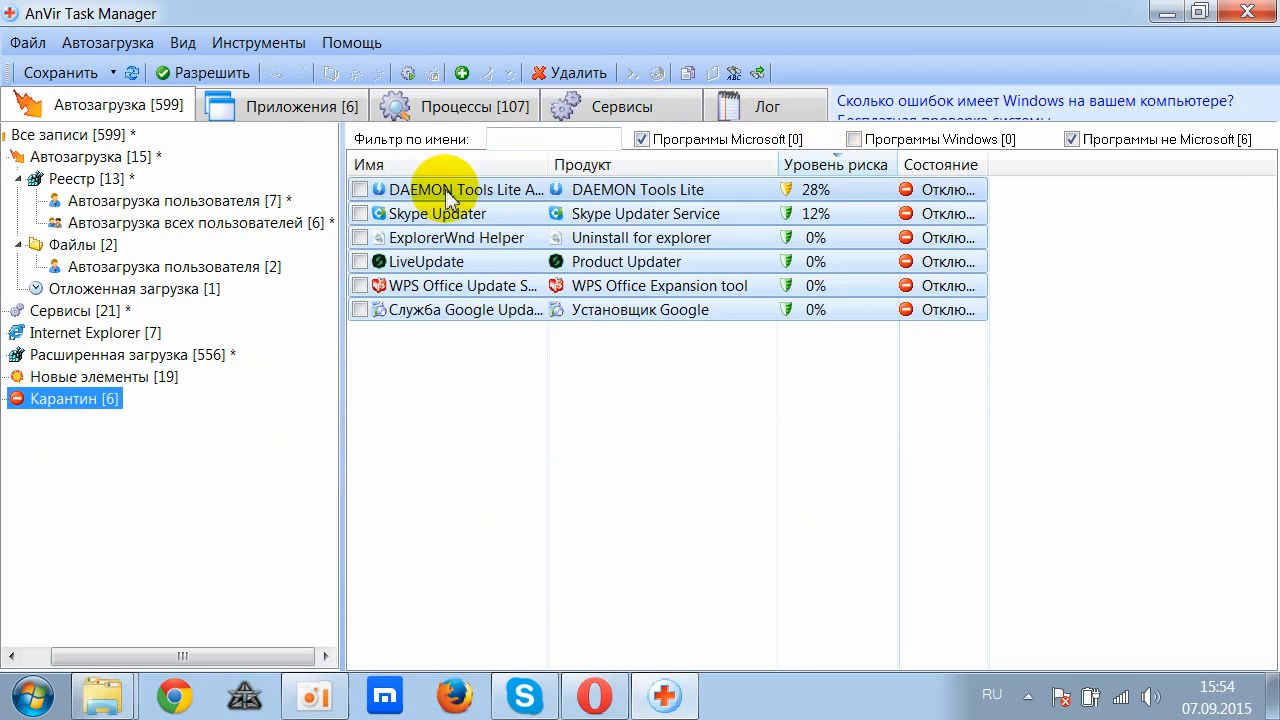 AnVir Task Manager
Файл Автозагрузка Вид Инструменты Помощь
Сохранить Разрешить Удалить
Автозагрузка [599] Приложения [6] Процессы [107] Сервисы Лог
Сколько ошибок имеет Windows на вашем компьютере?
Бесплатная проверка системы
Все записи [599] *
Автозагрузка [15] *
Реестр [13] *
Автозагрузка пользователя [7] *
Автозагрузка всех пользователей [6] *
Файлы [2]
Автозагрузка пользователя [2]
Отложенная загрузка [1]
Сервисы [21] *
Internet Explorer [7]
Расширенная загрузка [556] *
Новые элементы [19]
Карантин [6]
Фильтр по имени: Программы Microsoft [0] Программы Windows [0] Программы не Microsoft [6]
Имя Продукт Уровень риска Состояние
DAEMON Tools Lite A... DAEMON Tools Lite 28% Отклю...
Skype Updater Skype Updater Service 12% Отклю...
ExplorerWnd Helper Uninstall for explorer 0% Отклю...
LiveUpdate Product Updater 0% Отклю...
WPS Office Update S... WPS Office Expansion tool 0% Отклю...
Служба Google Upda... Установщик Google 0% Отклю...
RU
15:54
07.09.2015